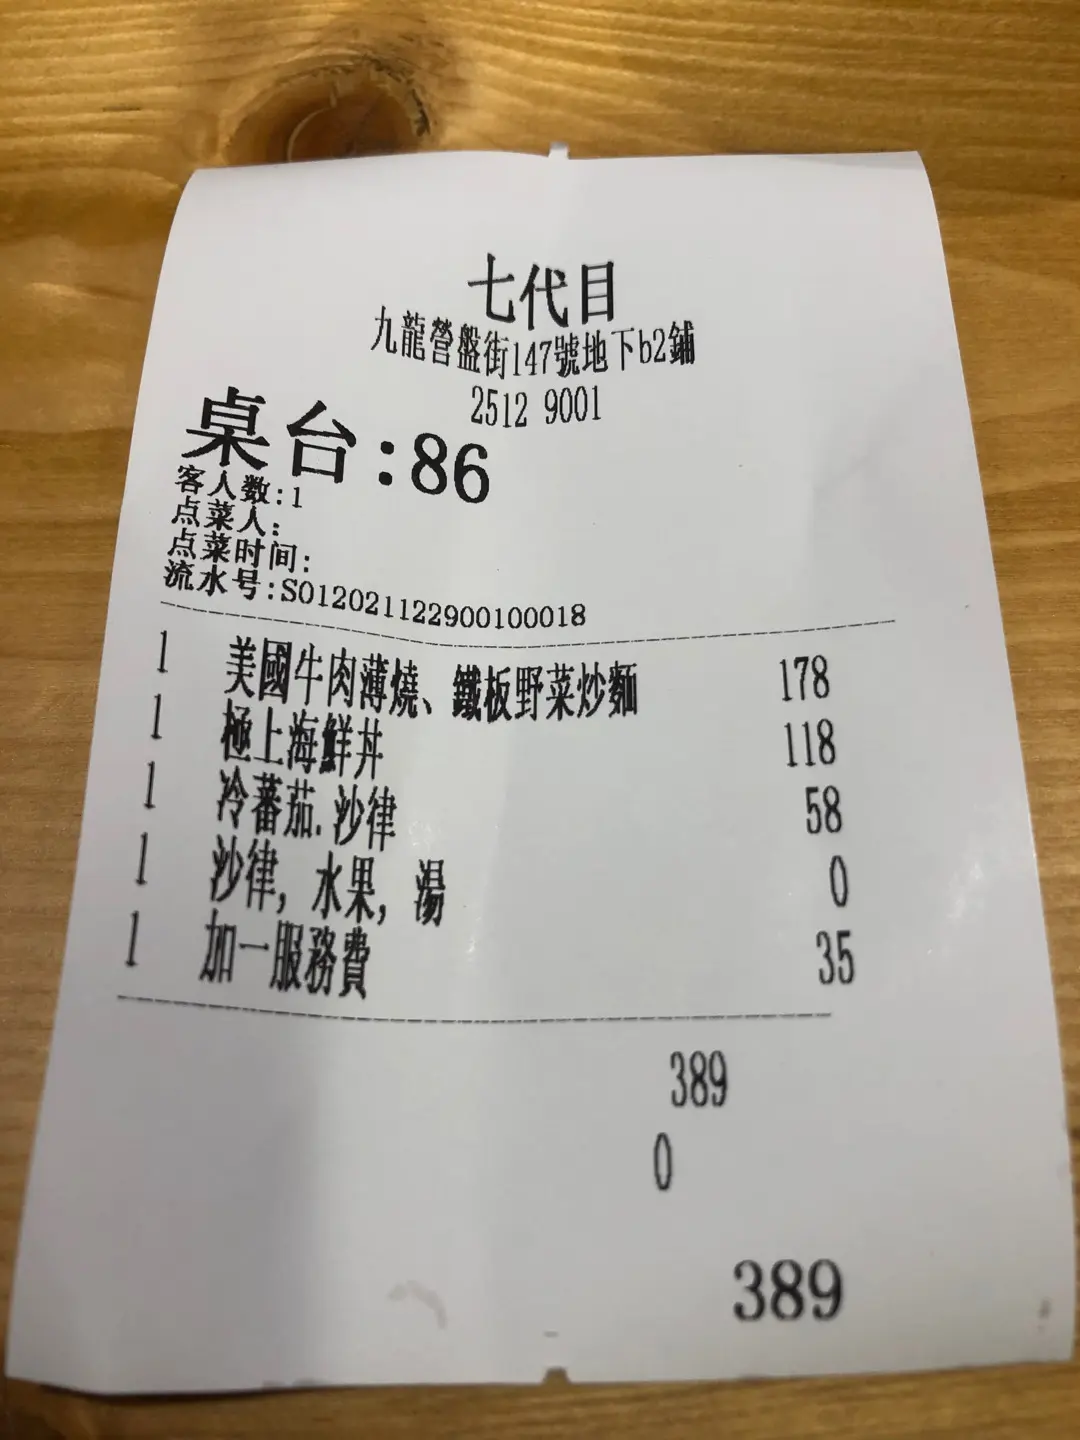 七代目
九龍營盤街147號地下b2鋪
2512 9001
桌台:86
客人数:1
点菜人:
点菜时间:
流水号:S012021122900100018
1 美國牛肉薄燒、鐵板野菜炒麵 178
1 極上海鮮丼 118
1 冷蕃茄.沙律 58
1 沙律, 水果, 湯 0
1 加一服務費 35
389
0
389